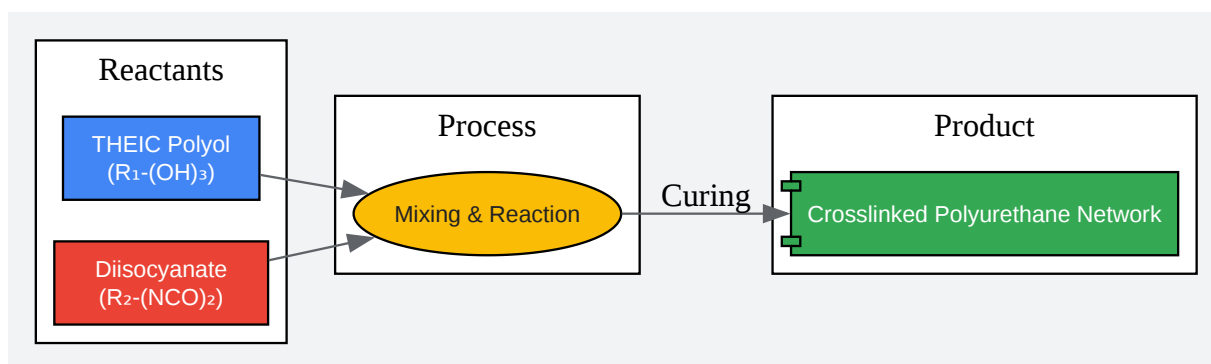 Reactants
THEIC Polyol
(R₁-(OH)₃)
Diisocyanate
(R₂-(NCO)₂)
Process
Mixing & Reaction
Curing
Product
Crosslinked Polyurethane Network